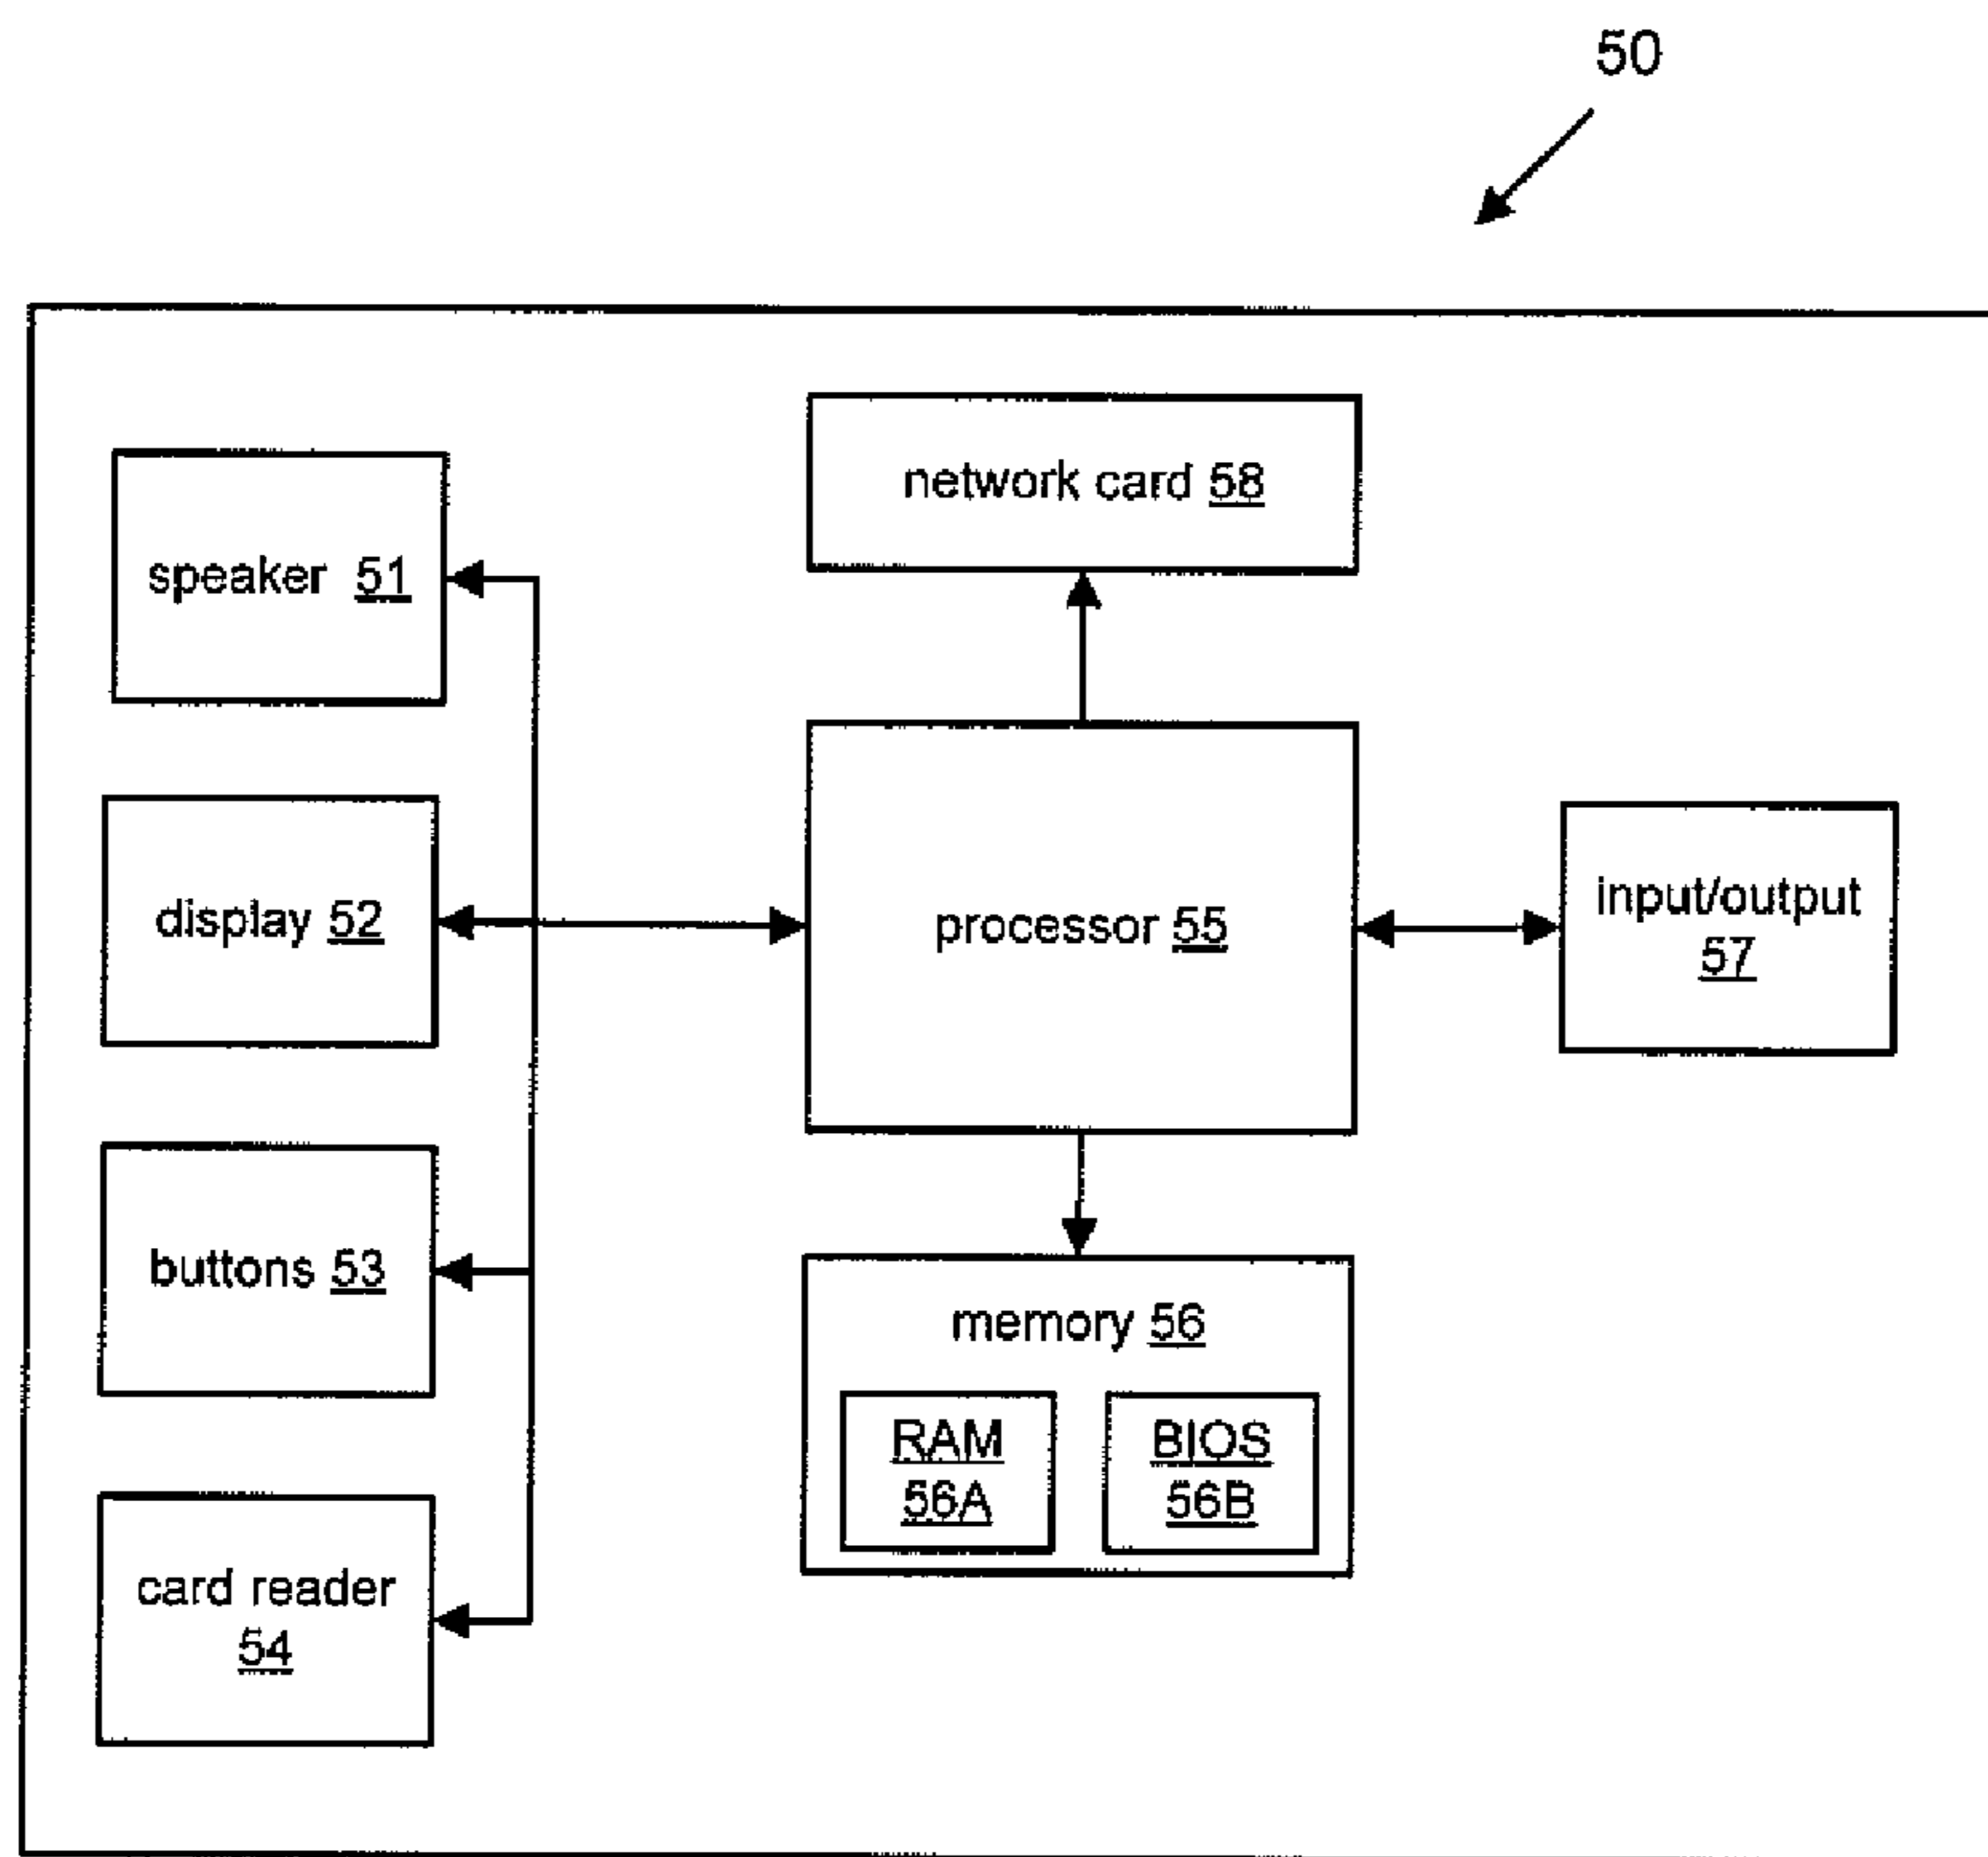 50
network card 58
speaker 51
display 52
processor 55
input/output
57
buttons 53
memory 56
RAM
56A
BIOS
56B
card reader
54